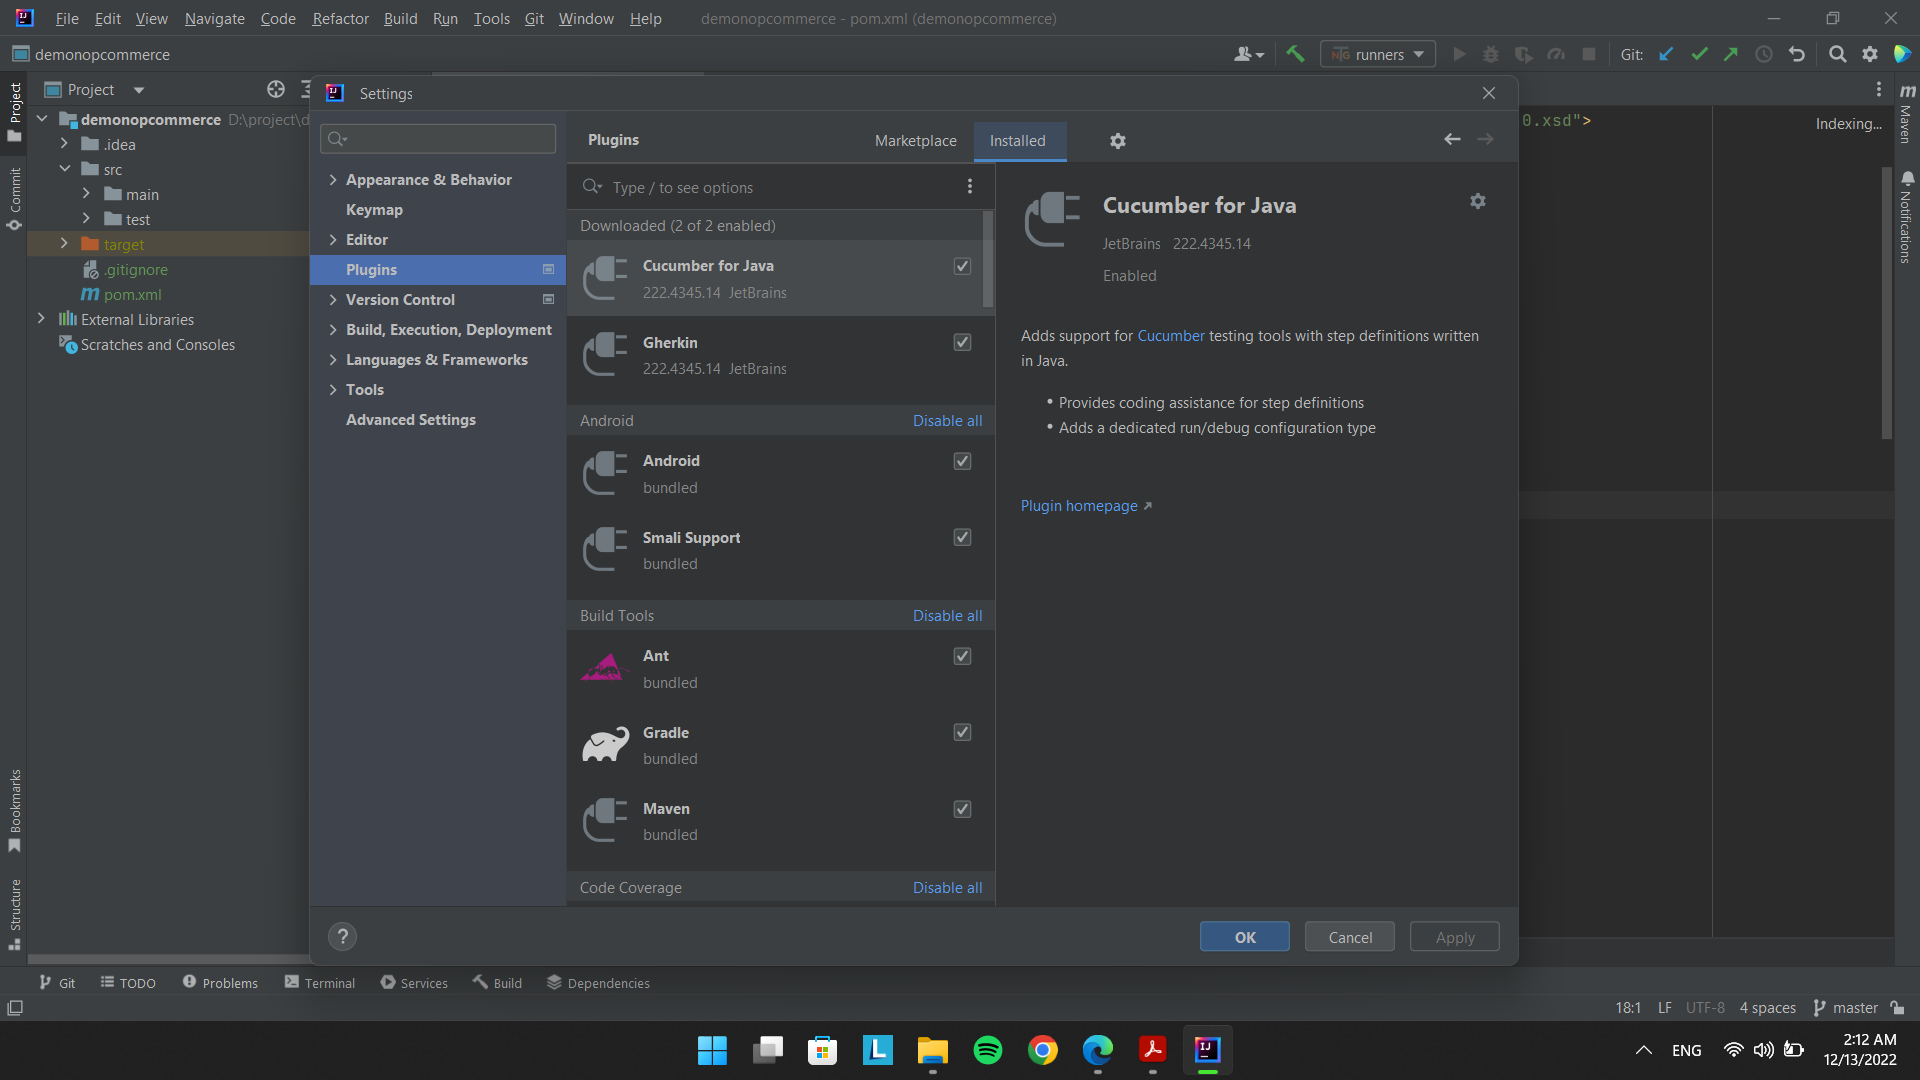 File Edit View Navigate Code Refactor Build Run Tools Git Window Help demonopcommerce - pom.xml (demonopcommerce)
demonopcommerce
runners
Git:
Project
Settings
demonopcommerce D:\project\d
.idea
src
main
test
target
.gitignore
pom.xml
External Libraries
Scratches and Consoles
Project
Commit
Bookmarks
Structure
Appearance & Behavior
Keymap
Editor
Plugins
Version Control
Build, Execution, Deployment
Languages & Frameworks
Tools
Advanced Settings
Plugins Marketplace Installed
Type / to see options
Downloaded (2 of 2 enabled)
Cucumber for Java
222.4345.14 JetBrains
Gherkin
222.4345.14 JetBrains
Android Disable all
Android
bundled
Smali Support
bundled
Build Tools Disable all
Ant
bundled
Gradle
bundled
Maven
bundled
Code Coverage Disable all
Cucumber for Java
JetBrains 222.4345.14
Enabled
Adds support for Cucumber testing tools with step definitions written
in Java.
• Provides coding assistance for step definitions
• Adds a dedicated run/debug configuration type
Plugin homepage
0.xsd">
Indexing...
Maven
Notifications
? OK Cancel Apply
Git TODO Problems Terminal Services Build Dependencies
18:1 LF UTF-8 4 spaces master
ENG
2:12 AM
12/13/2022